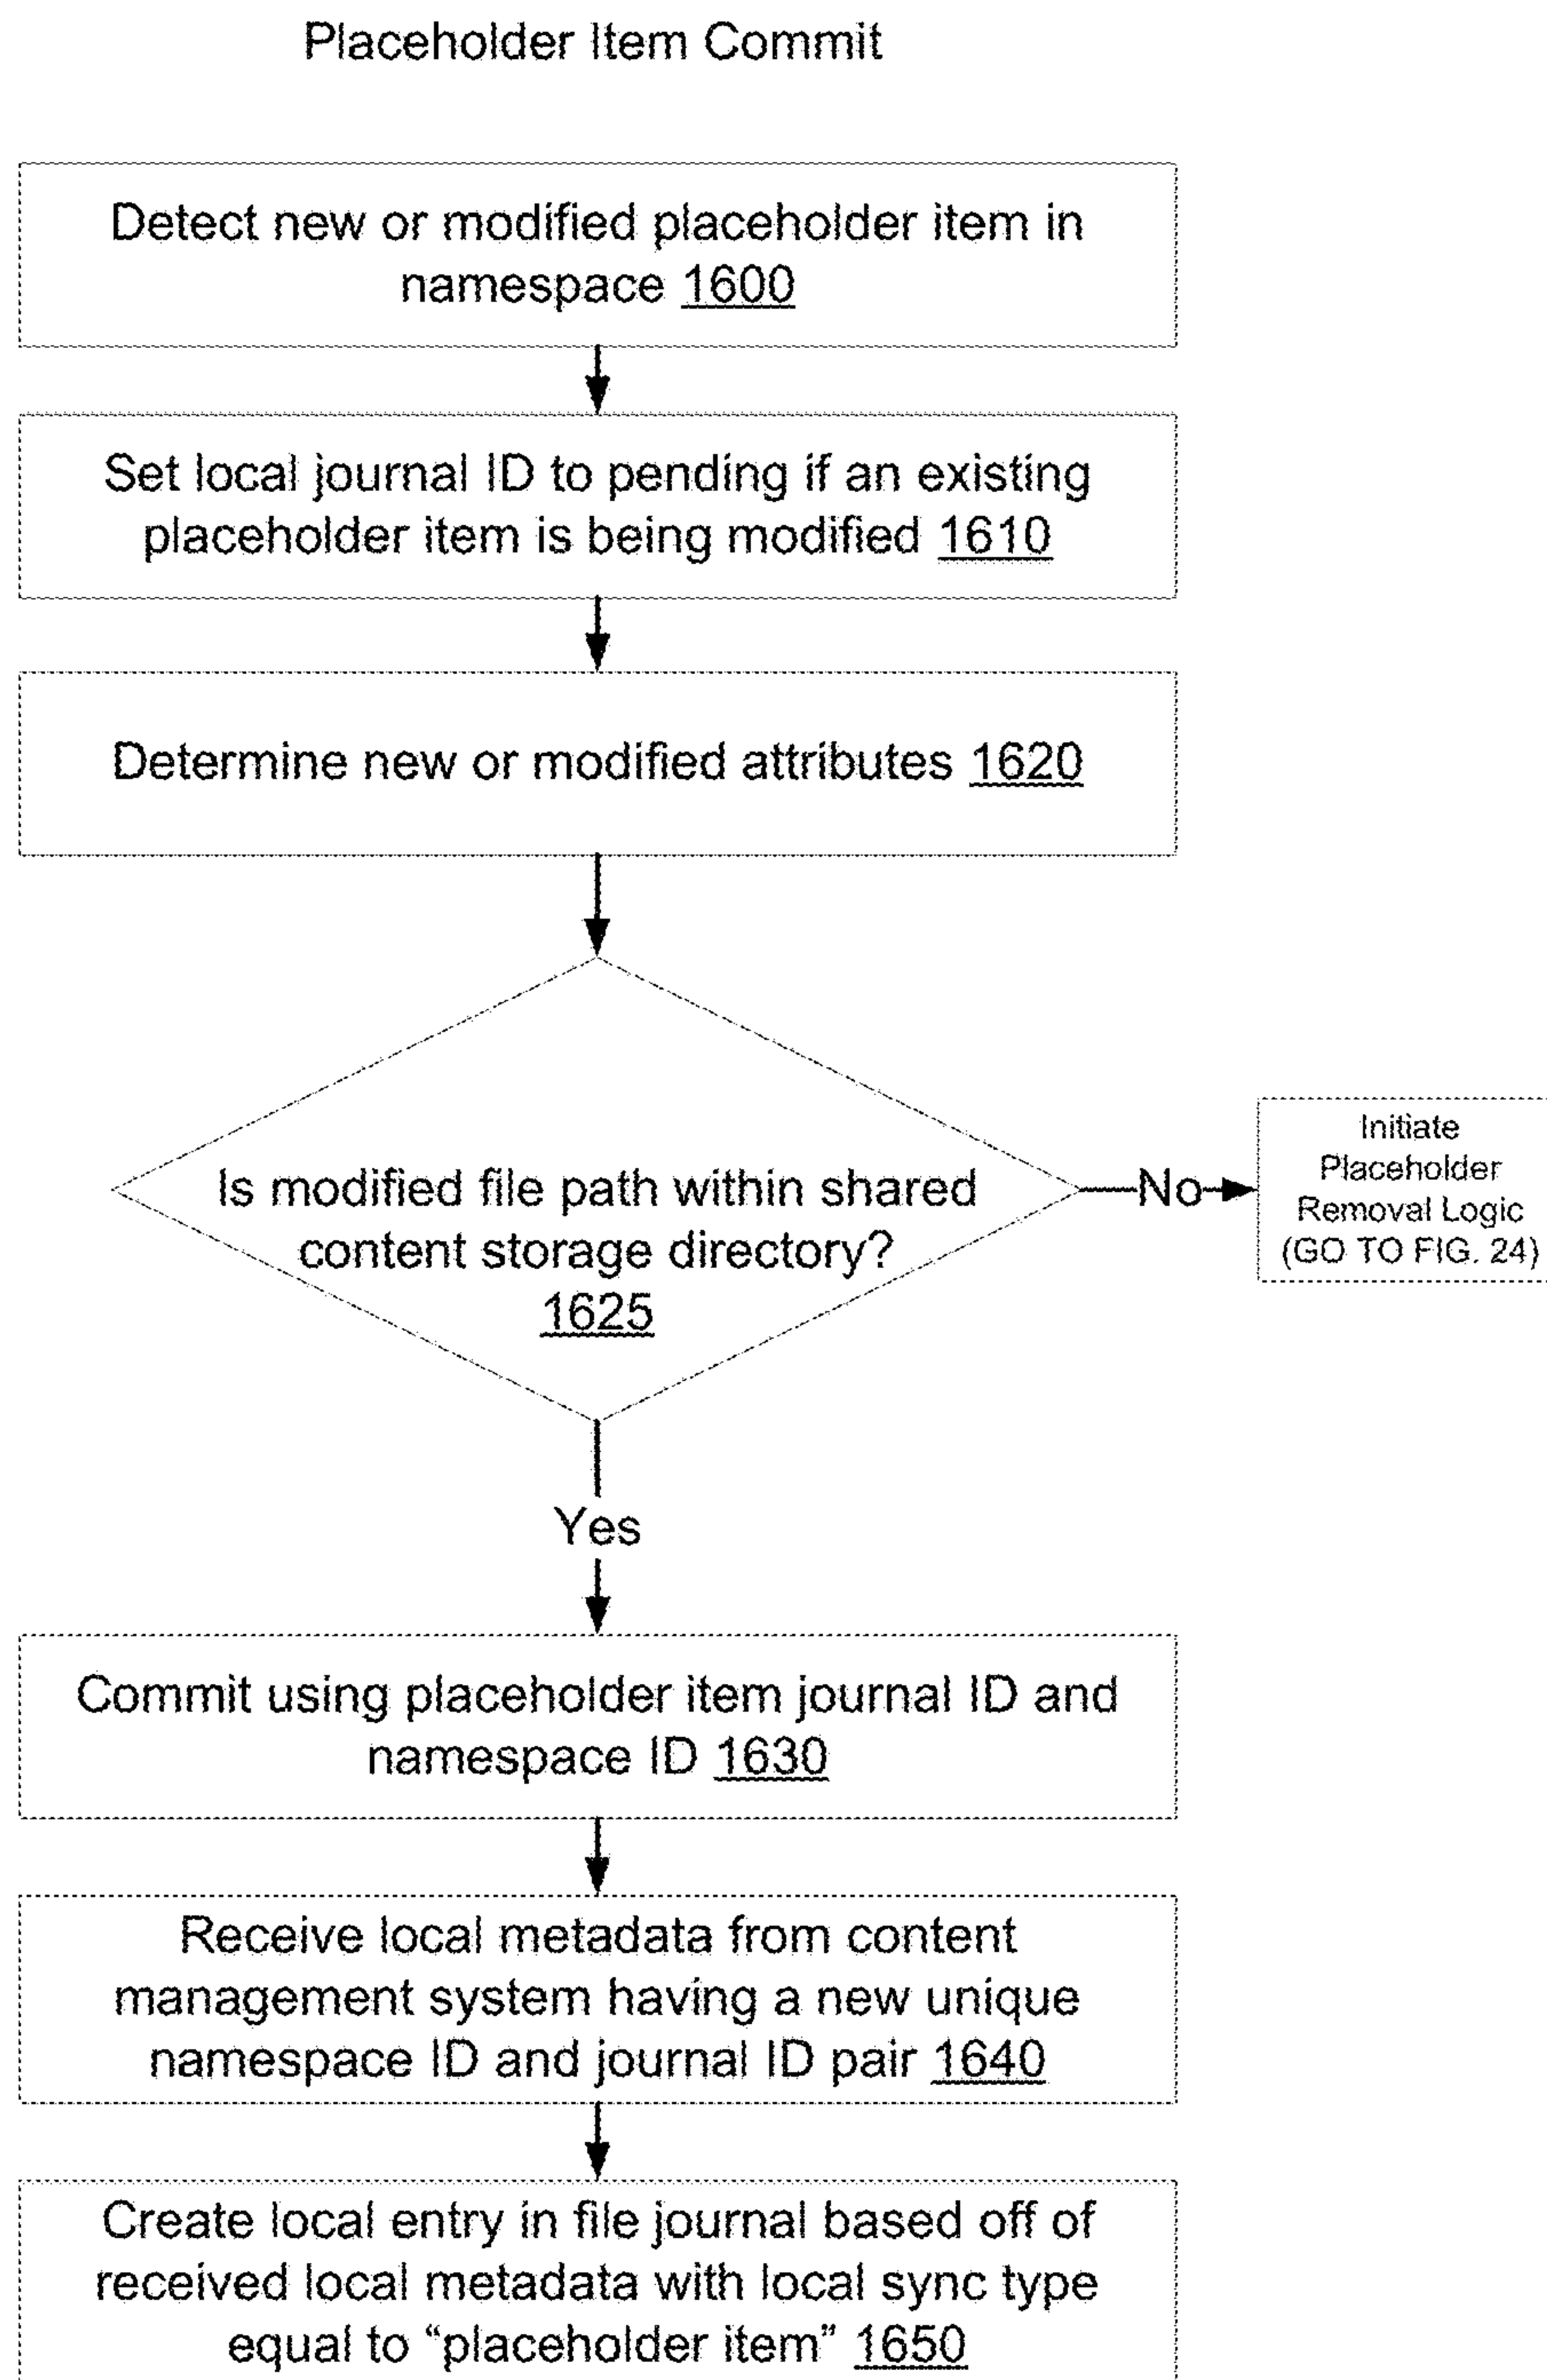 Placeholder Item Commit
Detect new or modified placeholder item in
namespace 1600
Set local journal ID to pending if an existing
placeholder item is being modified 1610
Determine new or modified attributes 1620
Is modified file path within shared
content storage directory?
1625
No
Initiate
Placeholder
Removal Logic
(GO TO FIG. 24)
Yes
Commit using placeholder item journal ID and
namespace ID 1630
Receive local metadata from content
management system having a new unique
namespace ID and journal ID pair 1640
Create local entry in file journal based off of
received local metadata with local sync type
equal to “placeholder item” 1650